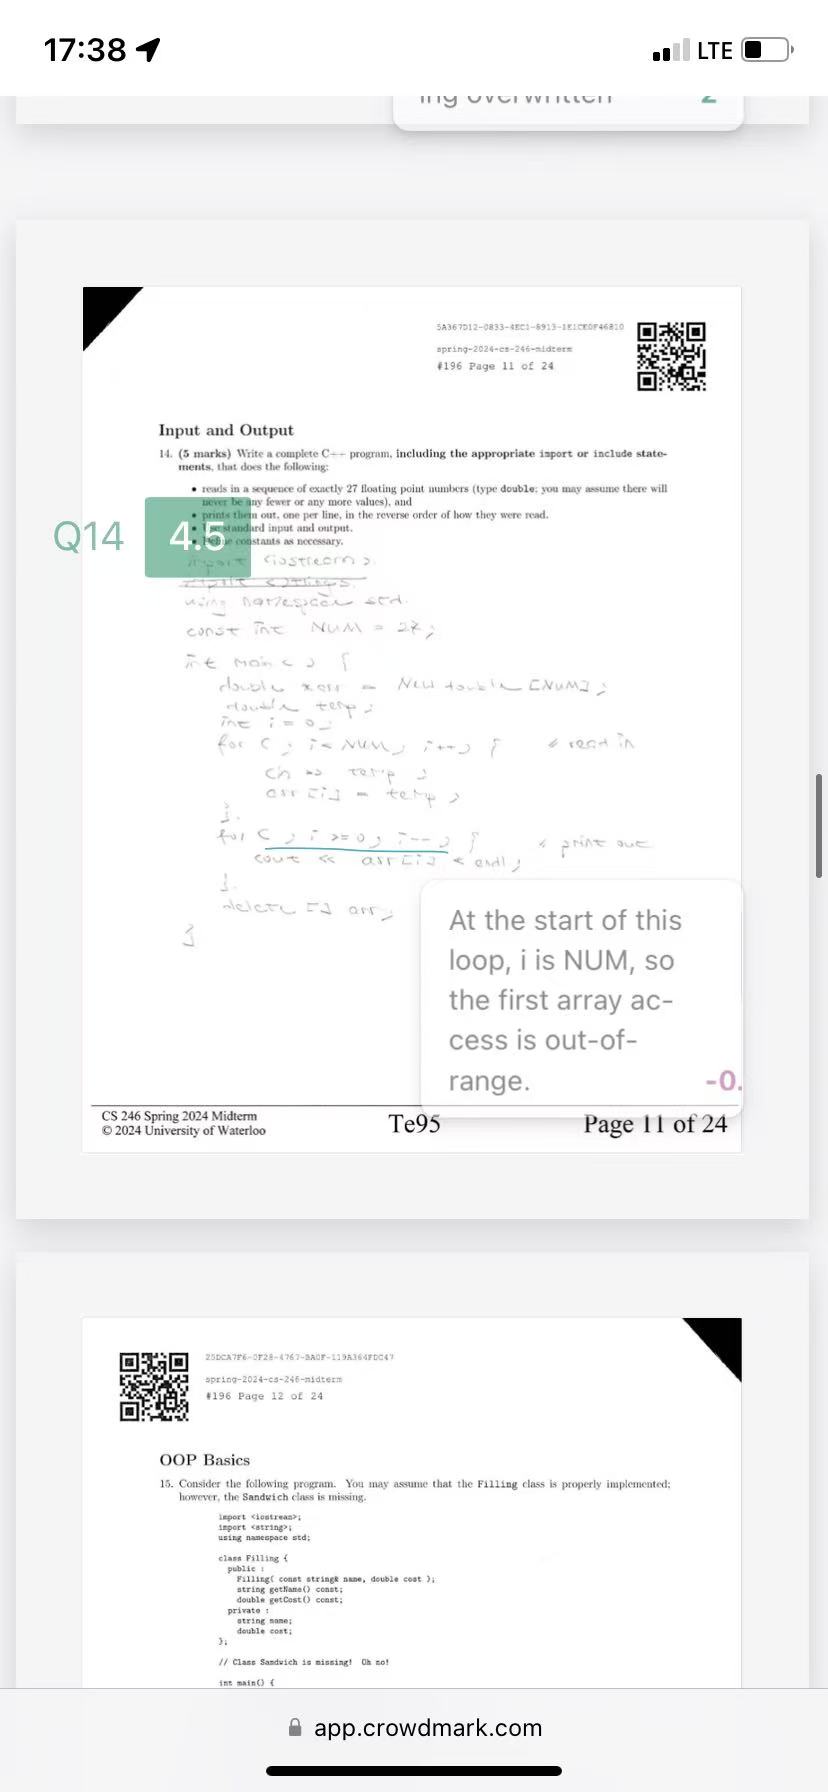 17:38
LTE
ing overwritten 2
5A367D12-0833-4EC1-8913-1E1CE0F46810
spring-2024-cs-246-midterm
#196 Page 11 of 24
Input and Output
14. (5 marks) Write a complete C++ program, including the appropriate import or include state-
ments, that does the following:
• reads in a sequence of exactly 27 floating point numbers (type double; you may assume there will
never be any fewer or any more values), and
• prints them out, one per line, in the reverse order of how they were read.
• Use standard input and output.
• Define constants as necessary.
Q14 4.5
import <iostream>
using namespace std.
const int NUM = 27;
int main ( ) {
double *arr = New double [NUM];
double temp;
int i = 0;
for ( ; i < NUM; i++) { // read in
temp ;
arr [i] = temp ;
}
for ( ; i >= 0; i-- ) { // print out
cout << arr [i] < endl;
}
delete [] arr;
}
At the start of this
loop, i is NUM, so
the first array ac-
cess is out-of-
range.
-0.
CS 246 Spring 2024 Midterm
© 2024 University of Waterloo
Te95
Page 11 of 24
25DCA7F6-0F28-4767-BA0F-119A364FDC47
spring-2024-cs-246-midterm
#196 Page 12 of 24
OOP Basics
15. Consider the following program. You may assume that the Filling class is properly implemented;
however, the Sandwich class is missing.
import <iostream>;
import <string>;
using namespace std;
class Filling {
public :
Filling( const string& name, double cost );
string getName() const;
double getCost() const;
private :
string name;
double cost;
};
// Class Sandwich is missing! Oh no!
int main() {
app.crowdmark.com